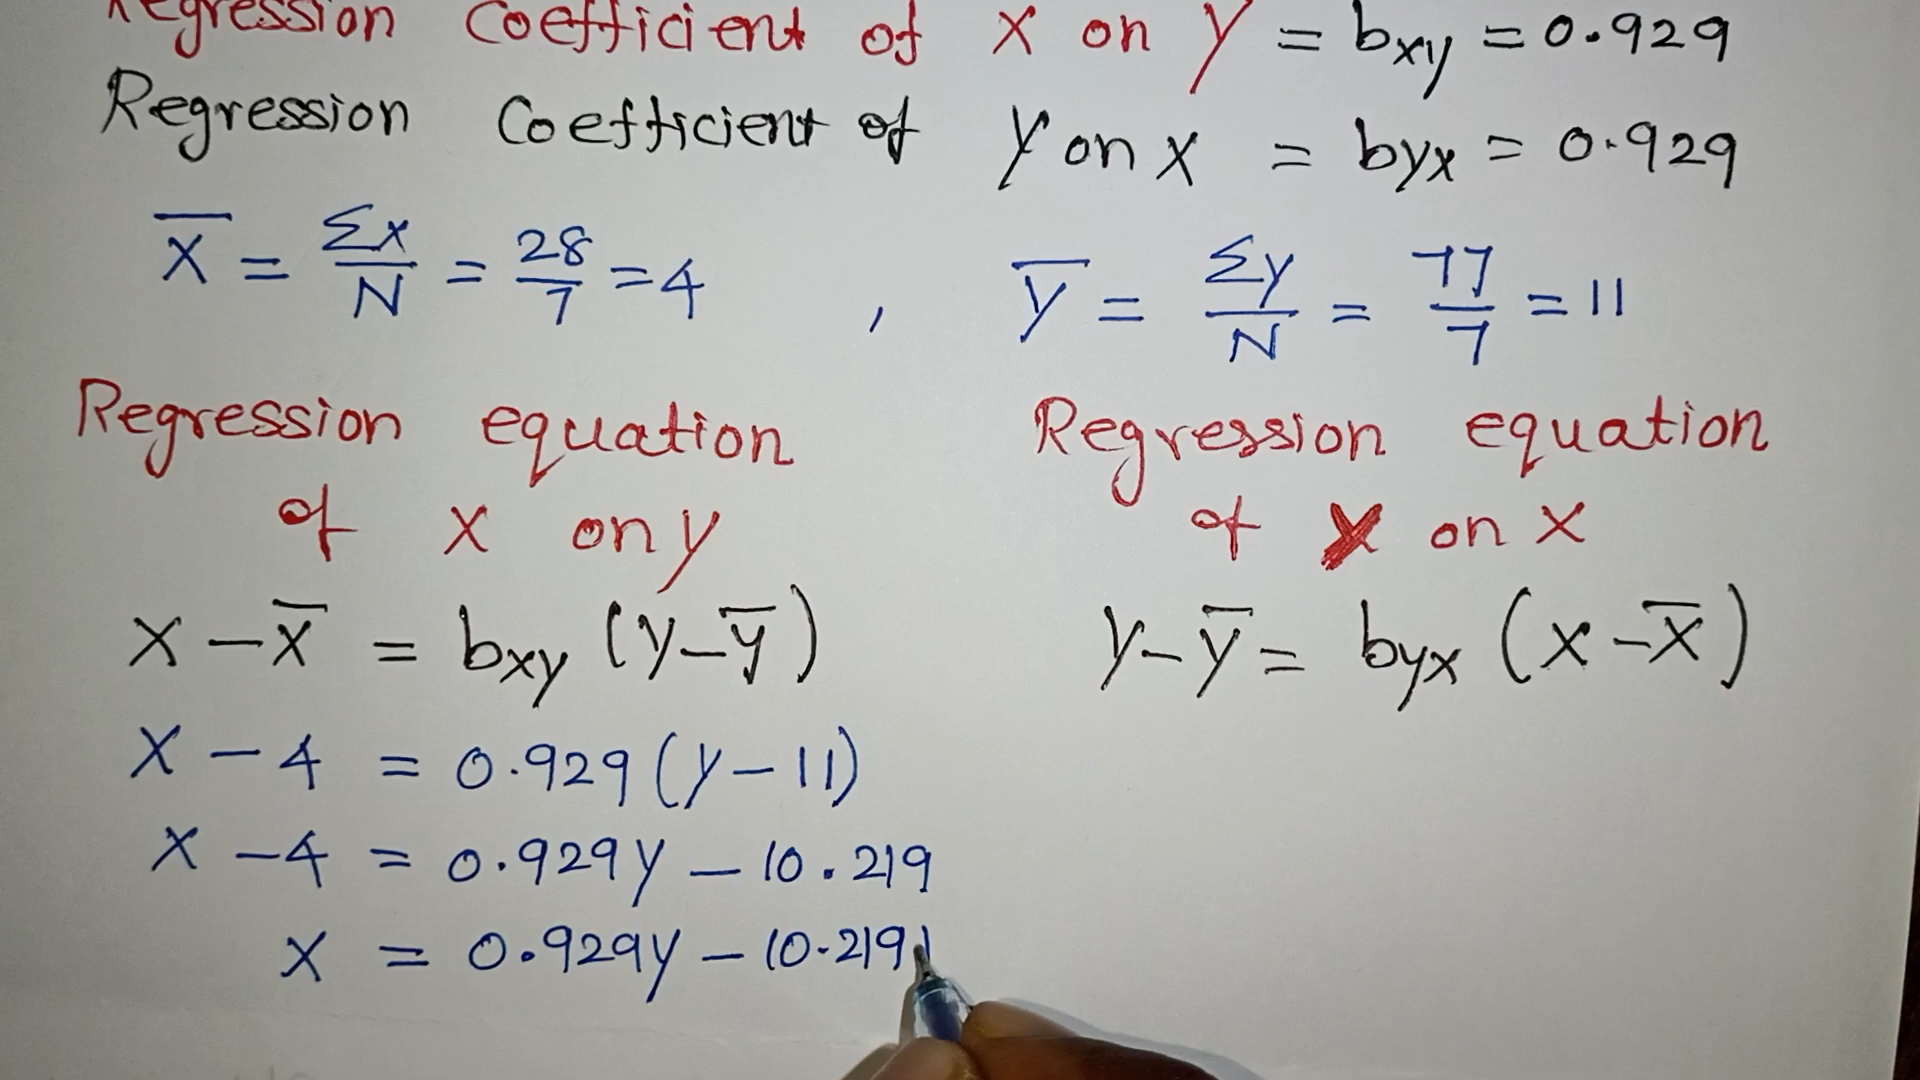 Regression Coefficient of X on Y = bxy = 0.929
Regression Coefficient of Y on X = byx = 0.929
X̅ = Σx/N = 28/7 = 4 , Y̅ = Σy/N = 77/7 = 11
Regression equation
of X on y
X - X̅ = bxy (y - y̅)
X - 4 = 0.929 (y - 11)
X - 4 = 0.929y - 10.219
X = 0.929y - 10.219
Regression equation
of Y on X
Y - Y̅ = byx (X - X̅)